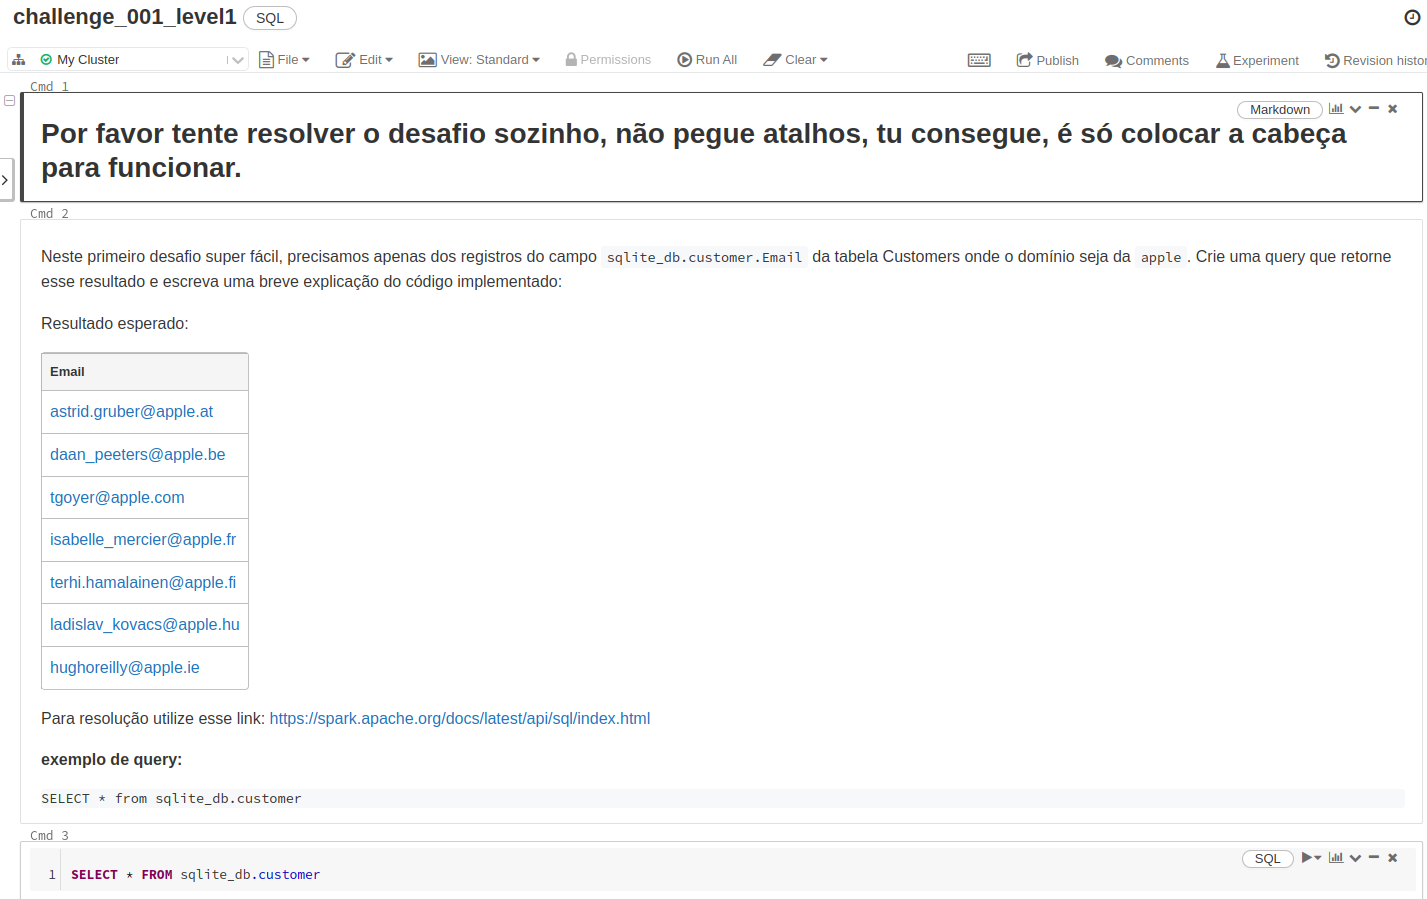 challenge_001_level1 SQL
My Cluster File Edit View: Standard Permissions Run All Clear Publish Comments Experiment Revision histor
Cmd 1
Markdown
Por favor tente resolver o desafio sozinho, não pegue atalhos, tu consegue, é só colocar a cabeça
para funcionar.
Cmd 2
Neste primeiro desafio super fácil, precisamos apenas dos registros do campo sqlite_db.customer.Email da tabela Customers onde o domínio seja da apple . Crie uma query que retorne
esse resultado e escreva uma breve explicação do código implementado:
Resultado esperado:
Email
astrid.gruber@apple.at
daan_peeters@apple.be
tgoyer@apple.com
isabelle_mercier@apple.fr
terhi.hamalainen@apple.fi
ladislav_kovacs@apple.hu
hughoreilly@apple.ie
Para resolução utilize esse link: https://spark.apache.org/docs/latest/api/sql/index.html
exemplo de query:
SELECT * from sqlite_db.customer
Cmd 3
SQL
1 SELECT * FROM sqlite_db.customer